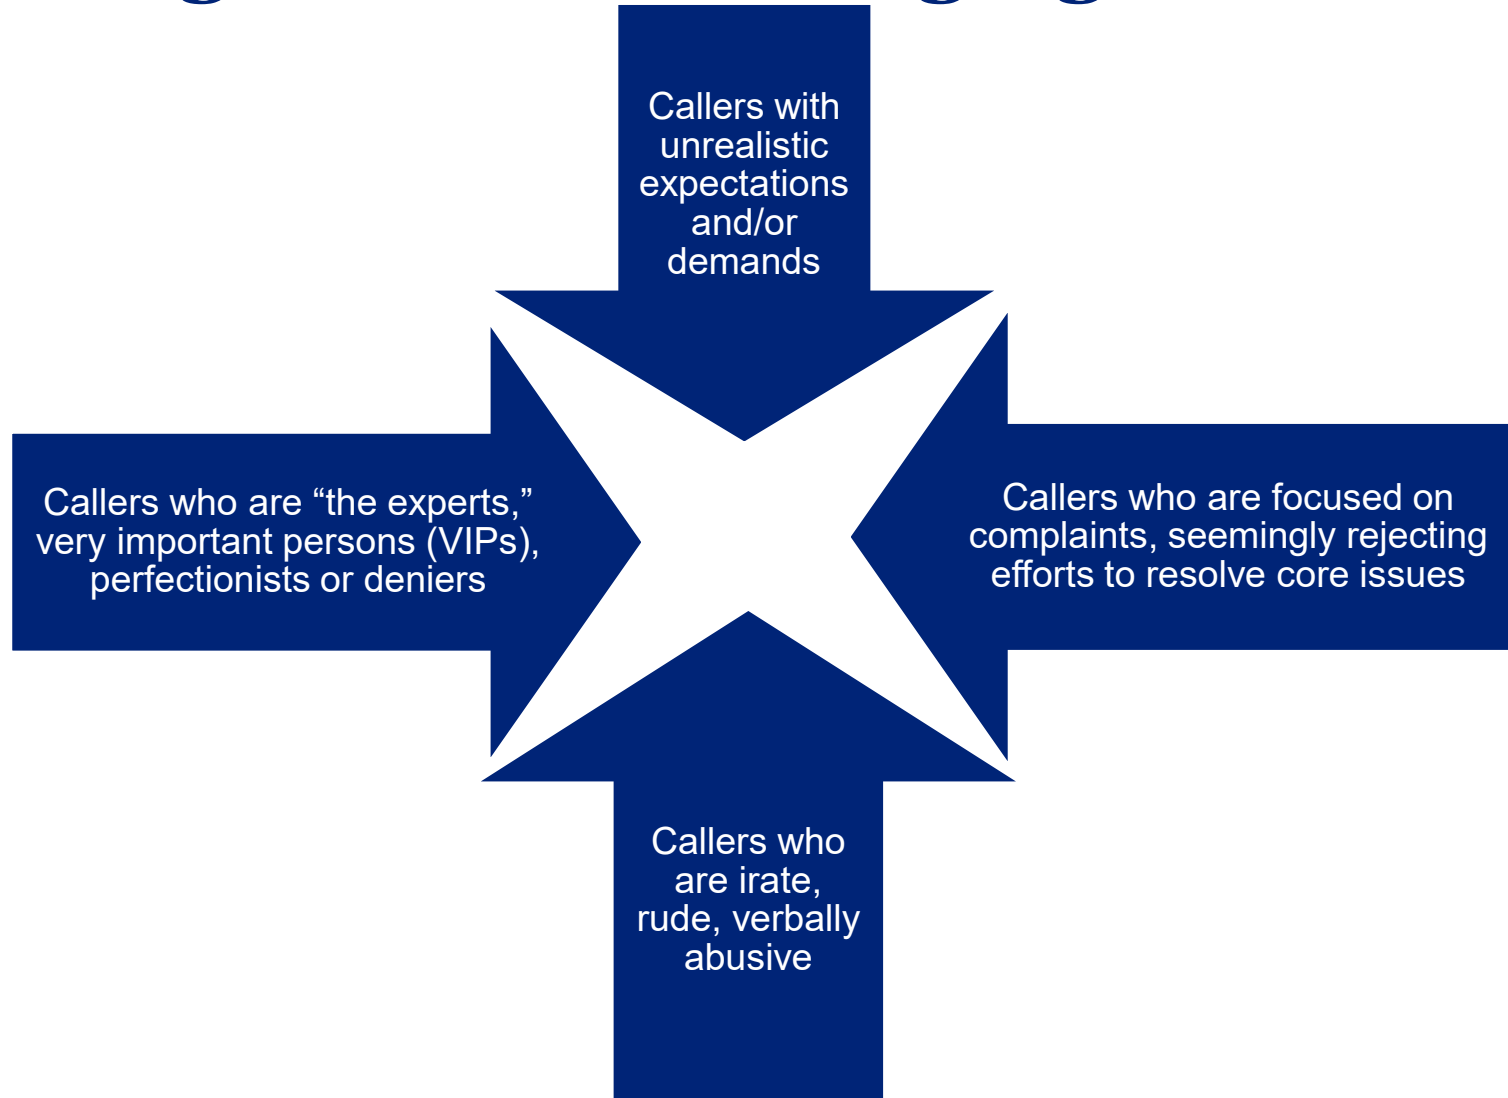 Callers with
unrealistic
expectations
and/or
demands
Callers who are “the experts,”
very important persons (VIPs),
perfectionists or deniers
Callers who are focused on
complaints, seemingly rejecting
efforts to resolve core issues
Callers who
are irate,
rude, verbally
abusive